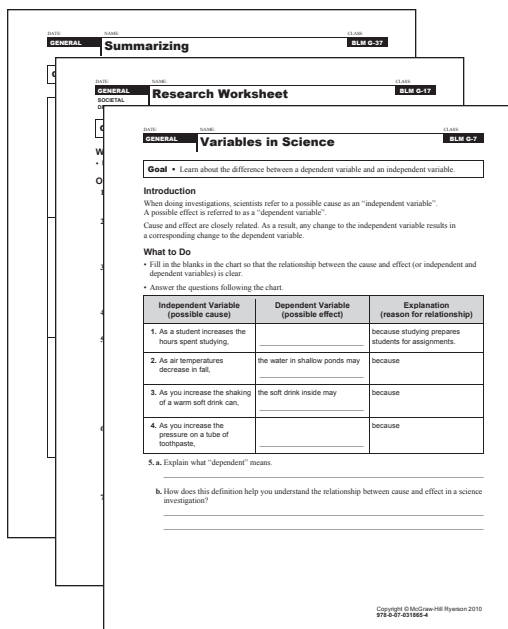 DATE: NAME: CLASS:
GENERAL Summarizing BLM G-37
DATE: NAME: CLASS:
GENERAL Research Worksheet BLM G-17
SOCIETAL
DATE: NAME: CLASS:
GENERAL Variables in Science BLM G-7
Goal • Learn about the difference between a dependent variable and an independent variable.
Introduction
When doing investigations, scientists refer to a possible cause as an “independent variable”.
A possible effect is referred to as a “dependent variable”.
Cause and effect are closely related. As a result, any change to the independent variable results in
a corresponding change to the dependent variable.
What to Do
• Fill in the blanks in the chart so that the relationship between the cause and effect (or independent and
dependent variables) is clear.
• Answer the questions following the chart.
Independent Variable Dependent Variable Explanation
(possible cause) (possible effect) (reason for relationship)
1. As a student increases the because studying prepares
hours spent studying, students for assignments.
2. As air temperatures the water in shallow ponds may because
decrease in fall,
3. As you increase the shaking the soft drink inside may because
of a warm soft drink can,
4. As you increase the because
pressure on a tube of
toothpaste,
5. a. Explain what “dependent” means.
b. How does this definition help you understand the relationship between cause and effect in a science
investigation?
Copyright © McGraw-Hill Ryerson 2010
978-0-07-031865-4